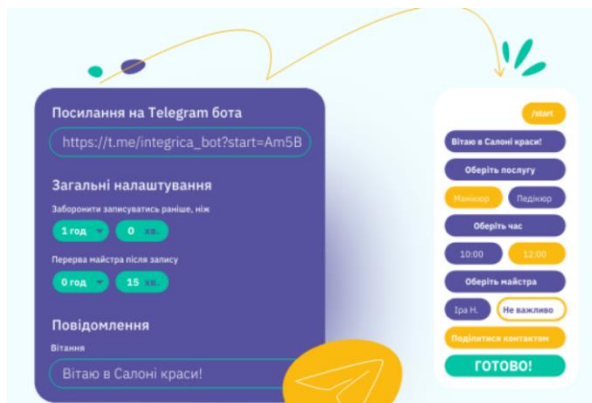 Посилання на Telegram бота
https://t.me/integrica_bot?start=Am5B
Загальні налаштування
Заборонити записуватись раніше, ніж
1 год 0 хв.
Перерва майстра після запису
0 год 15 хв.
Повідомлення
Вітання
Вітаю в Салоні краси!
/start
Вітаю в Салоні краси!
Оберіть послугу
Манікюр Педікюр
Оберіть час
10:00 12:00
Оберіть майстра
Іра Н. Не важливо
Поділитися контактом
ГОТОВО!